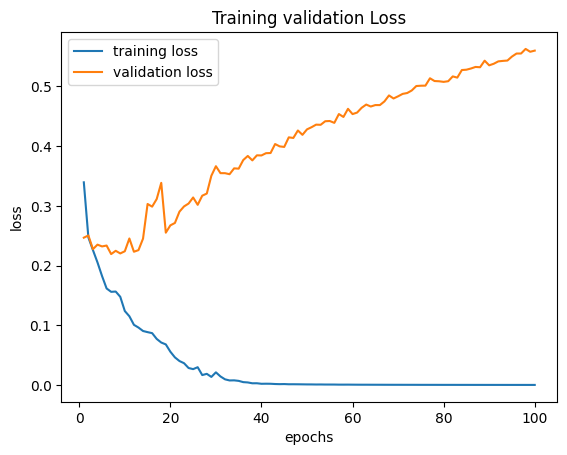 Training validation Loss
training loss
validation loss
loss
0.5
0.4
0.3
0.2
0.1
0.0
0 20 40 60 80 100
epochs